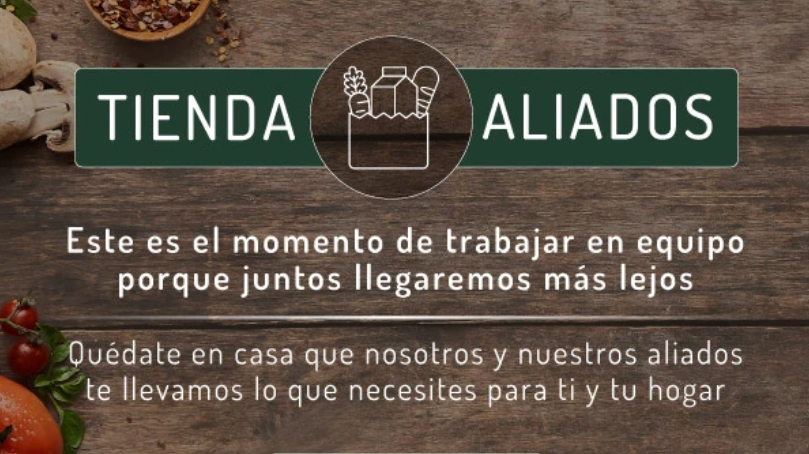 TIENDA ALIADOS
Este es el momento de trabajar en equipo
porque juntos llegaremos más lejos
Quédate en casa que nosotros y nuestros aliados
te llevamos lo que necesites para ti y tu hogar